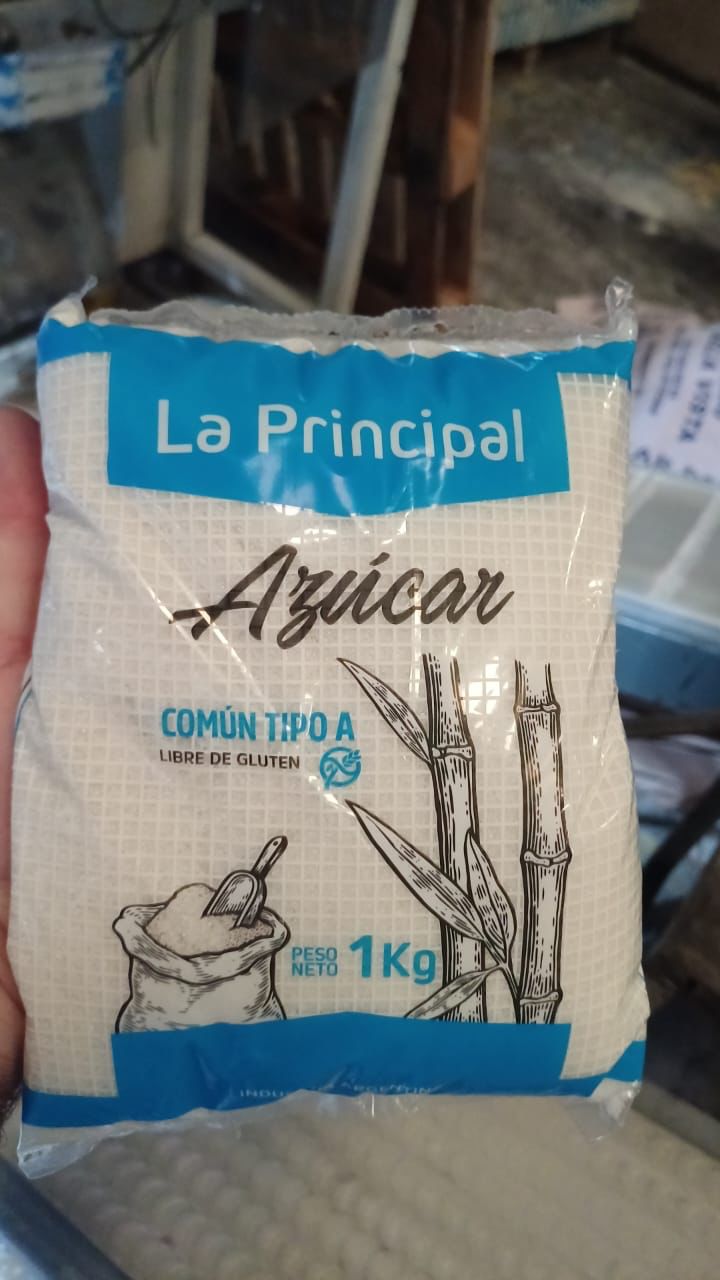 La Principal
Azúcar
COMÚN TIPO A
LIBRE DE GLUTEN
PESO
NETO
1Kg